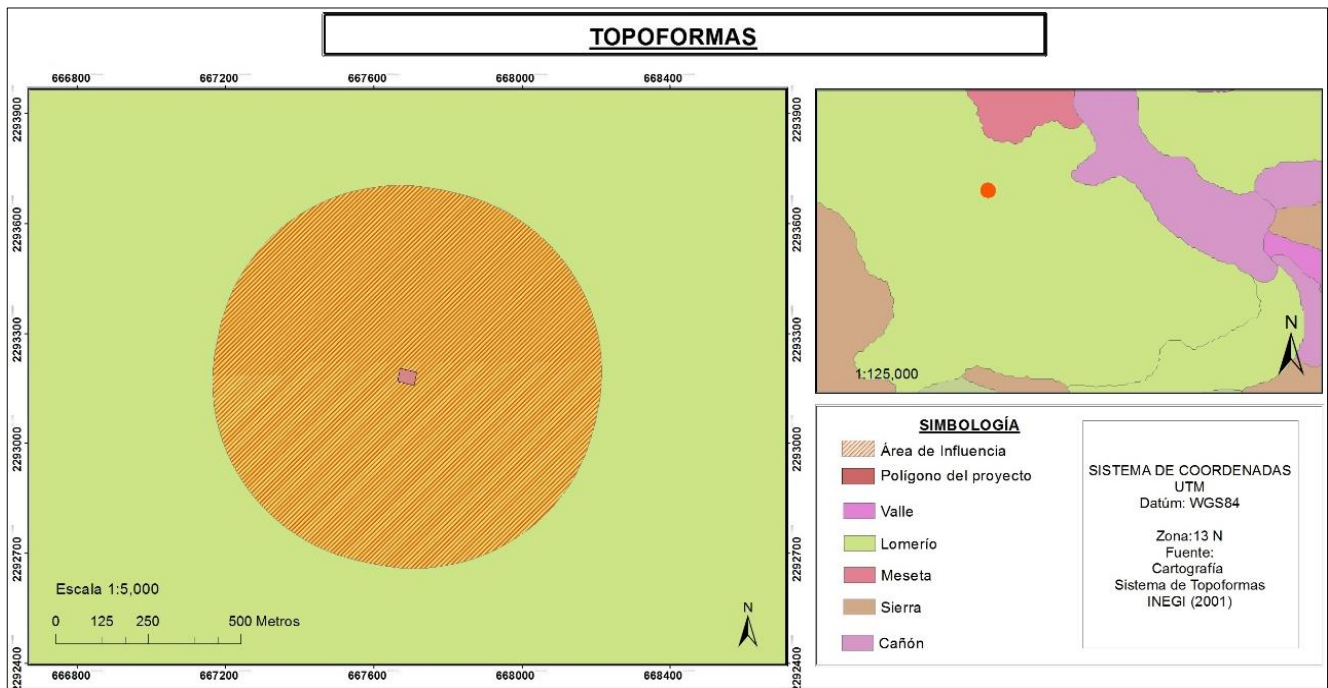 TOPOFORMAS
666800 667200 667600 668000 668400
2293900 2293900
2293600 2293600
2293300 2293300
2293000 2293000
2292700 2292700
2292400 2292400
Escala 1:5,000
0 125 250 500 Metros
N
666800 667200 667600 668000 668400
N
1:125,000
SIMBOLOGÍA
Área de Influencia
Polígono del proyecto
Valle
Lomerío
Meseta
Sierra
Cañón
SISTEMA DE COORDENADAS
UTM
Datúm: WGS84
Zona:13 N
Fuente:
Cartografía
Sistema de Topoformas
INEGI (2001)